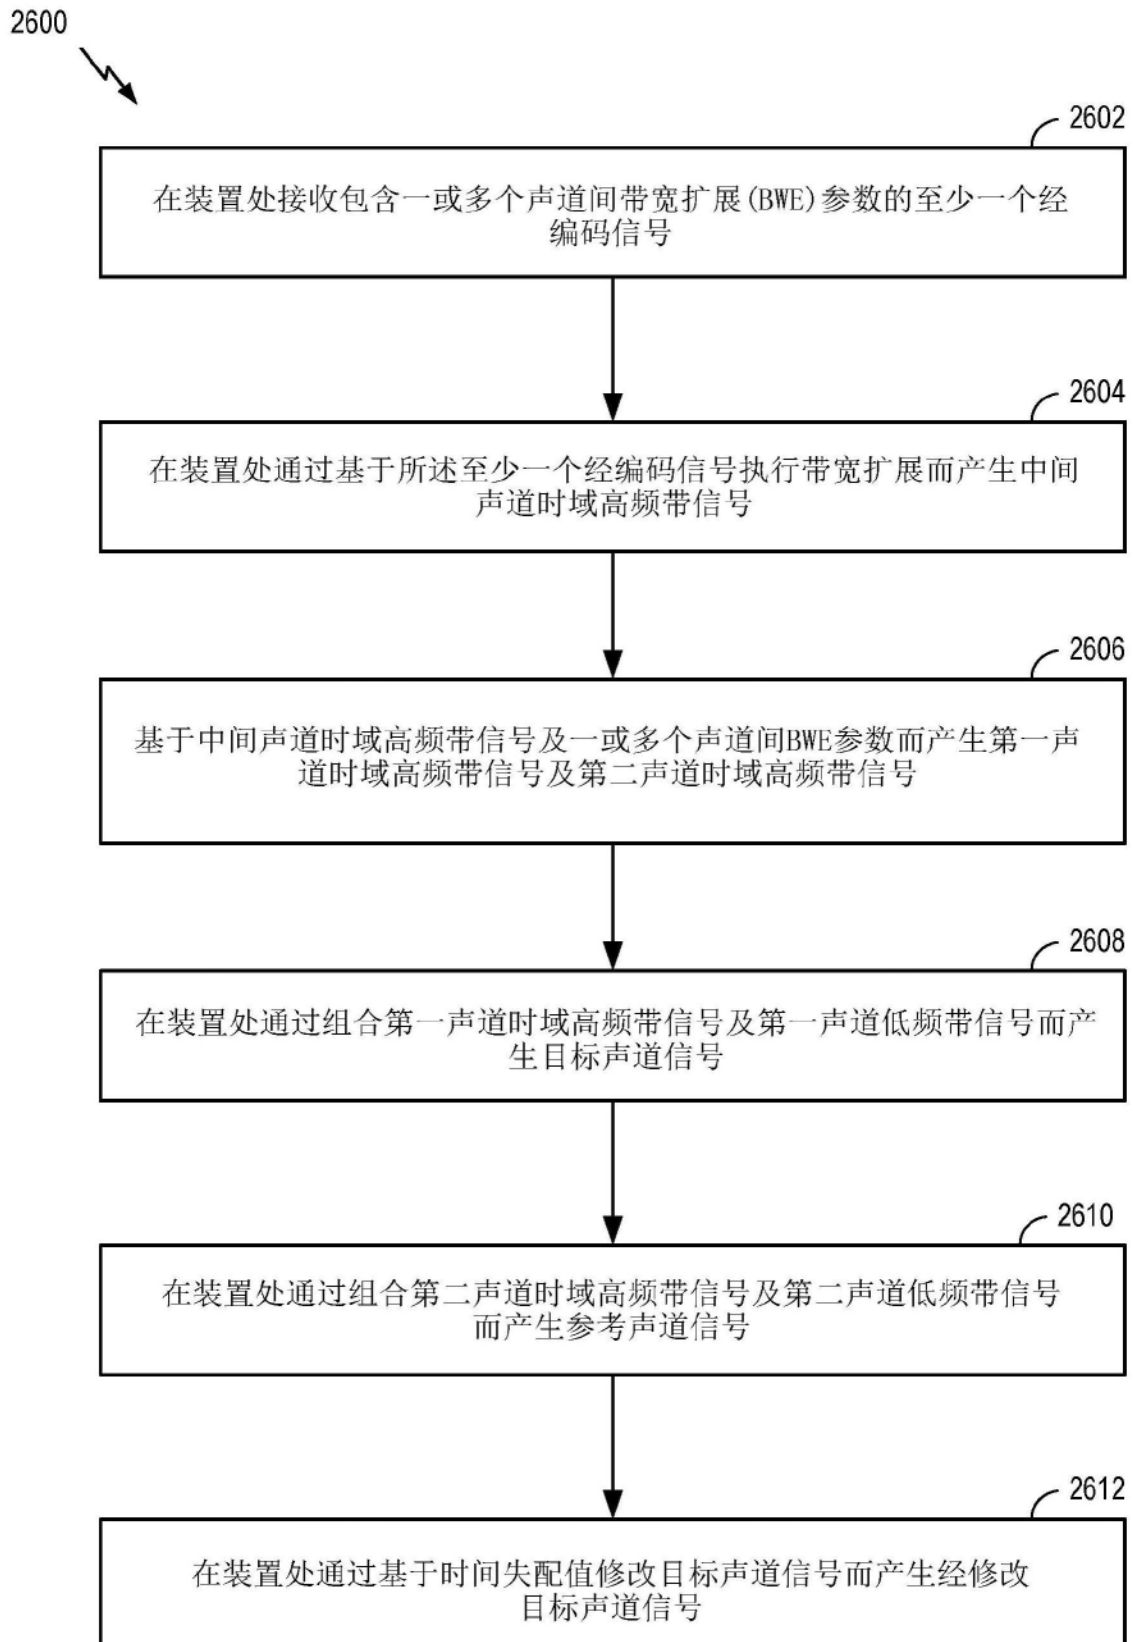 2600
2602
在装置处接收包含一或多个声道间带宽扩展(BWE)参数的至少一个经
编码信号
2604
在装置处通过基于所述至少一个经编码信号执行带宽扩展而产生中间
声道时域高频带信号
2606
基于中间声道时域高频带信号及一或多个声道间BWE参数而产生第一声
道时域高频带信号及第二声道时域高频带信号
2608
在装置处通过组合第一声道时域高频带信号及第一声道低频带信号而产
生目标声道信号
2610
在装置处通过组合第二声道时域高频带信号及第二声道低频带信号
而产生参考声道信号
2612
在装置处通过基于时间失配值修改目标声道信号而产生经修改
目标声道信号